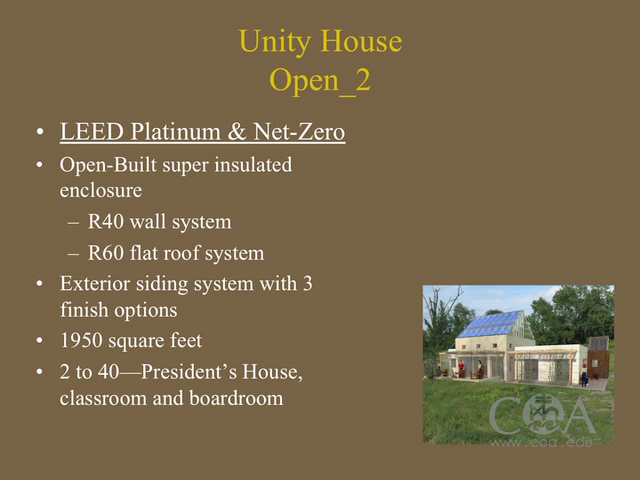 Unity House
Open_2
• LEED Platinum & Net-Zero
• Open-Built super insulated
enclosure
– R40 wall system
– R60 flat roof system
• Exterior siding system with 3
finish options
• 1950 square feet
• 2 to 40—President’s House,
classroom and boardroom
COA
www.coa.edu